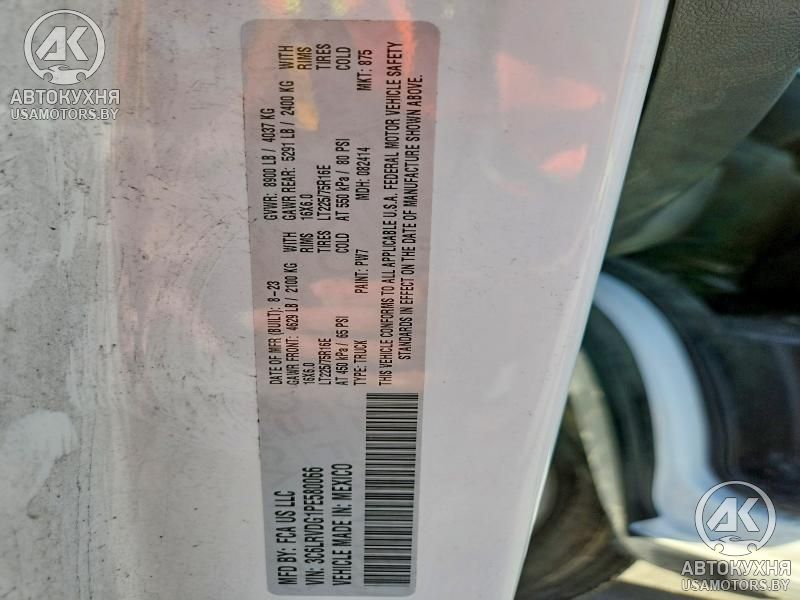 MFD BY: FCA US LLC
VIN: 3C6LRVDG1PE580066
VEHICLE MADE IN: MEXICO
DATE OF MFR (BUILT): 8-23 GVWR: 8900 LB / 4037 KG
GAWR FRONT: 4629 LB / 2100 KG WITH GAWR REAR: 5291 LB / 2400 KG WITH
16X6.0 RIMS 16X6.0 RIMS
LT225/75R16E TIRES LT225/75R16E TIRES
AT 450 kPa / 65 PSI COLD AT 550 kPa / 80 PSI COLD
TYPE: TRUCK PAINT: PW7 MDH: 082414 MKT: 875
THIS VEHICLE CONFORMS TO ALL APPLICABLE U.S.A. FEDERAL MOTOR VEHICLE SAFETY
STANDARDS IN EFFECT ON THE DATE OF MANUFACTURE SHOWN ABOVE.
AK
АВТОКУХНЯ
USAMOTORS.BY
AK
АВТОКУХНЯ
USAMOTORS.BY